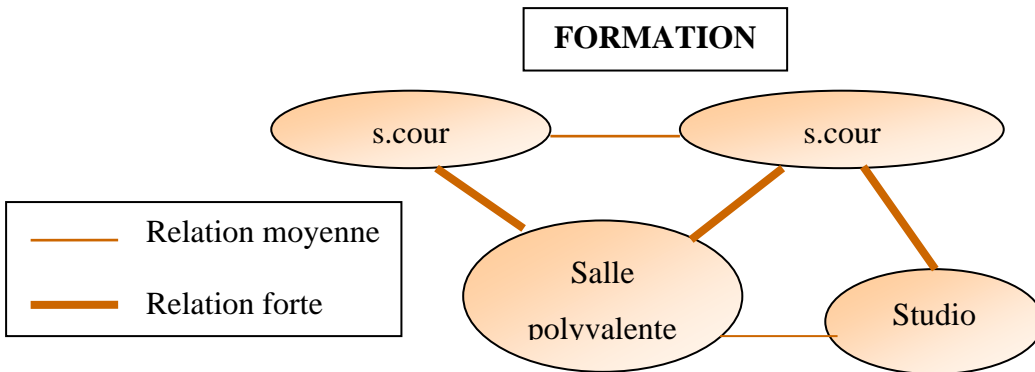 FORMATION
s.cour
s.cour
Relation moyenne
Relation forte
Salle
polyvalente
Studio